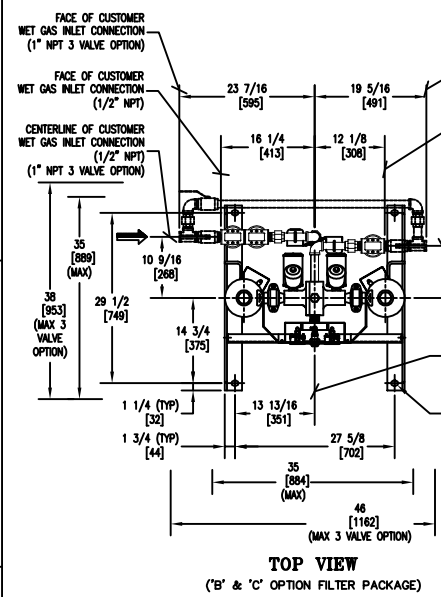 FACE OF CUSTOMER
WET GAS INLET CONNECTION
(1" NPT 3 VALVE OPTION)
FACE OF CUSTOMER
WET GAS INLET CONNECTION
(1/2" NPT)
CENTERLINE OF CUSTOMER
WET GAS INLET CONNECTION
(1/2" NPT)
(1" NPT 3 VALVE OPTION)
23 7/16
[595]
19 5/16
[491]
16 1/4
[413]
12 1/8
[308]
10 9/16
[268]
35
[889]
(MAX)
38
[953]
(MAX 3
VALVE
OPTION)
29 1/2
[749]
14 3/4
[375]
1 1/4 (TYP)
[32]
1 3/4 (TYP)
[44]
13 13/16
[351]
27 5/8
[702]
35
[884]
(MAX)
46
[1162]
(MAX 3 VALVE OPTION)
TOP VIEW
('B' & 'C' OPTION FILTER PACKAGE)